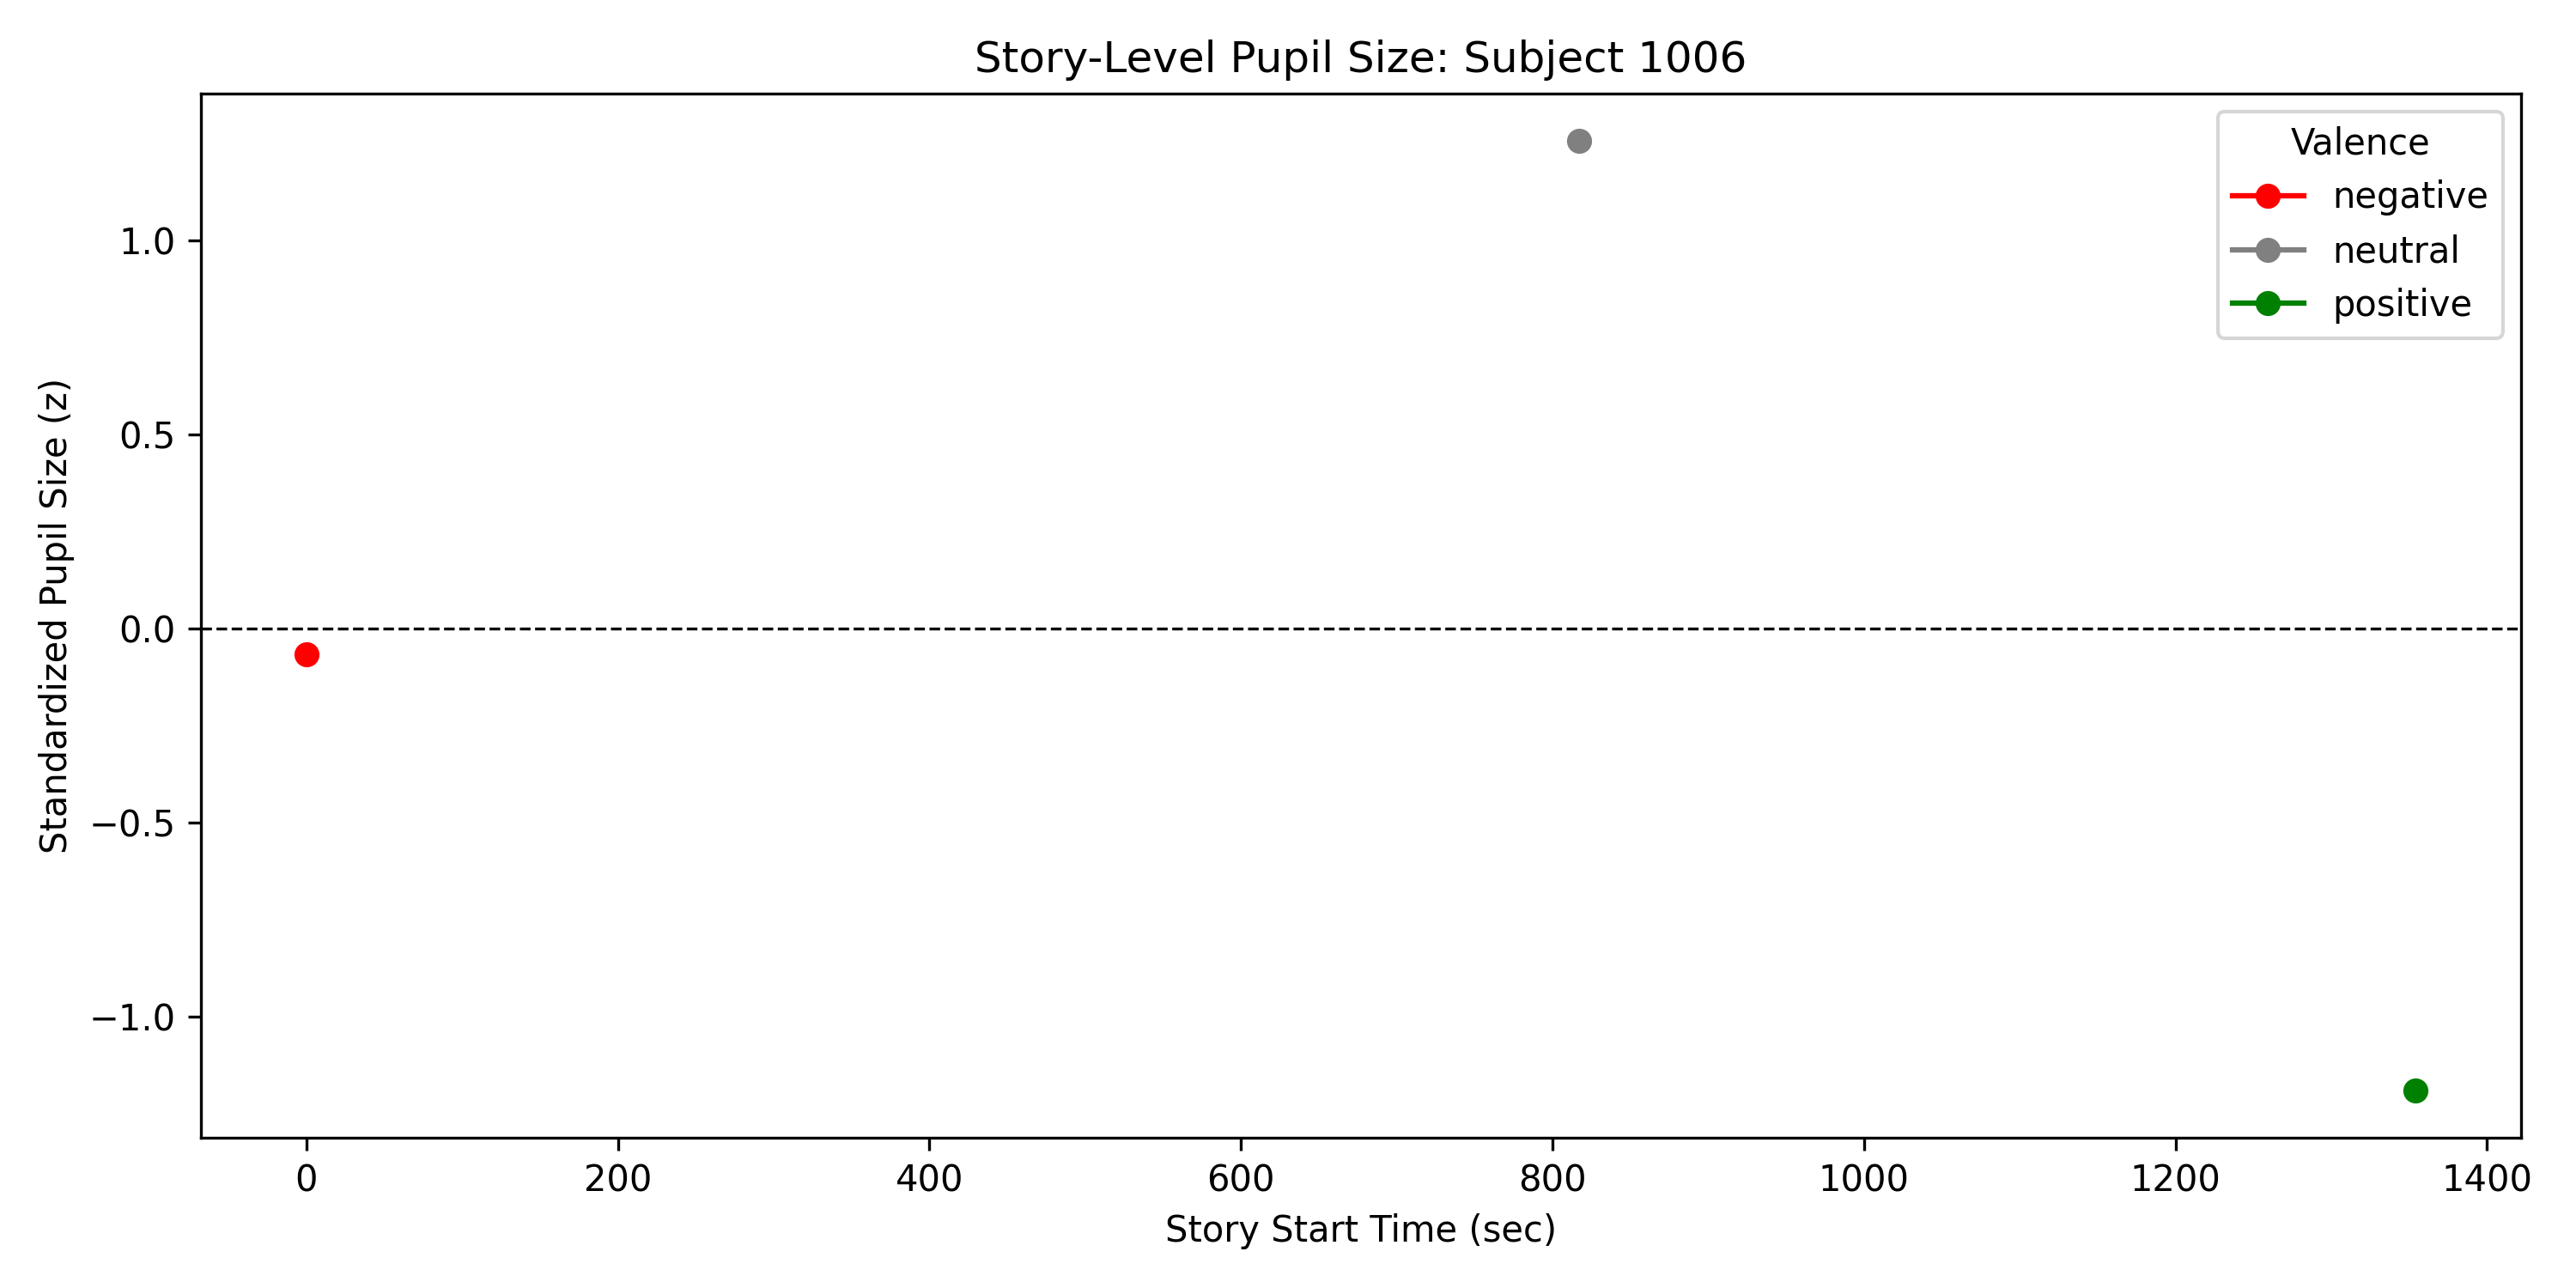 Story-Level Pupil Size: Subject 1006
Valence
negative
neutral
positive
Standardized Pupil Size (z)
1.0
0.5
0.0
−0.5
−1.0
0 200 400 600 800 1000 1200 1400
Story Start Time (sec)